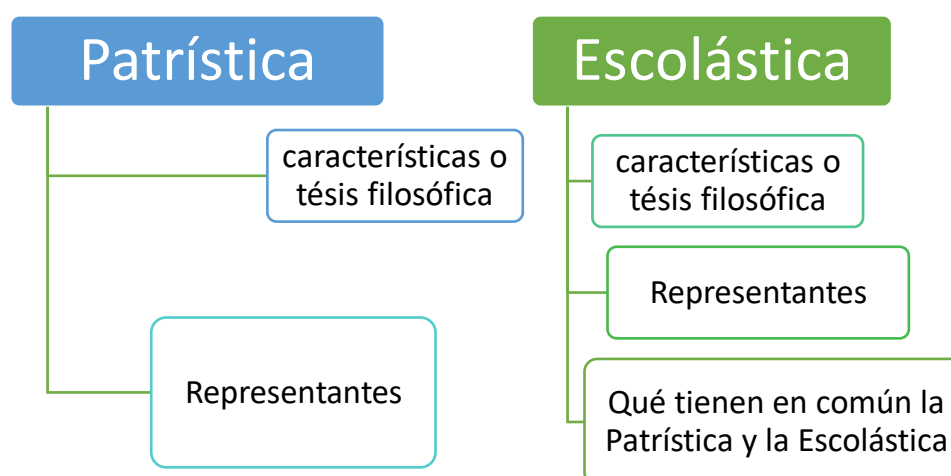 Patrística
características o
tésis filosófica
Representantes
Escolástica
características o
tésis filosófica
Representantes
Qué tienen en común la
Patrística y la Escolástica